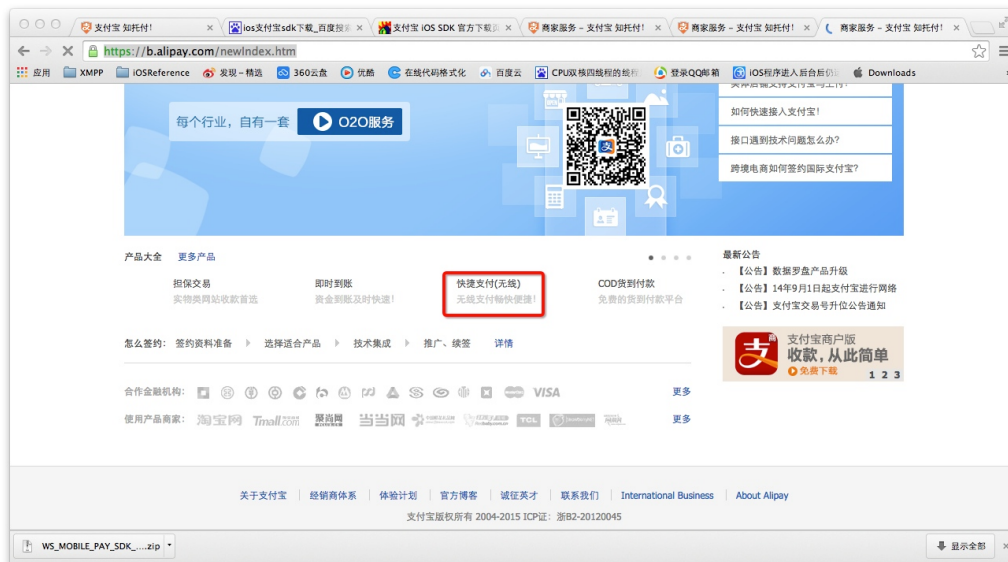 支付宝 知托付!
ios支付宝sdk下载_百度搜
支付宝 iOS SDK 官方下载
商家服务 – 支付宝 知托付!
商家服务 – 支付宝 知托付!
商家服务 – 支付宝 知托付!
https://b.alipay.com/newIndex.htm
应用 XMPP iOSReference 发现 – 精选 360云盘 优酷 在线代码格式化 百度云 CPU双核四线程的线程 登录QQ邮箱 iOS程序进入后台后仍 Downloads
每个行业，自有一套 O2O服务
如何快速接入支付宝!
接口遇到技术问题怎么办?
跨境电商如何签约国际支付宝?
产品大全 更多产品
担保交易
实物类网站收款首选
即时到账
资金到账及时快速!
快捷支付(无线)
无线支付畅快便捷!
COD货到付款
免费的货到付款平台
最新公告
【公告】数据罗盘产品升级
【公告】14年9月1日起支付宝进行网络
【公告】支付宝交易号升位公告通知
怎么签约: 签约资料准备 选择适合产品 技术集成 推广、续签 详情
支付宝商户版
收款，从此简单
免费下载
1 2 3
合作金融机构: VISA 更多
使用产品商家: 淘宝网 Tmall.com 聚尚网 当当网 TCL 更多
关于支付宝 经销商体系 体验计划 官方博客 诚征英才 联系我们 International Business About Alipay
支付宝版权所有 2004-2015 ICP证: 浙B2-20120045
WS_MOBILE_PAY_SDK_....zip
显示全部